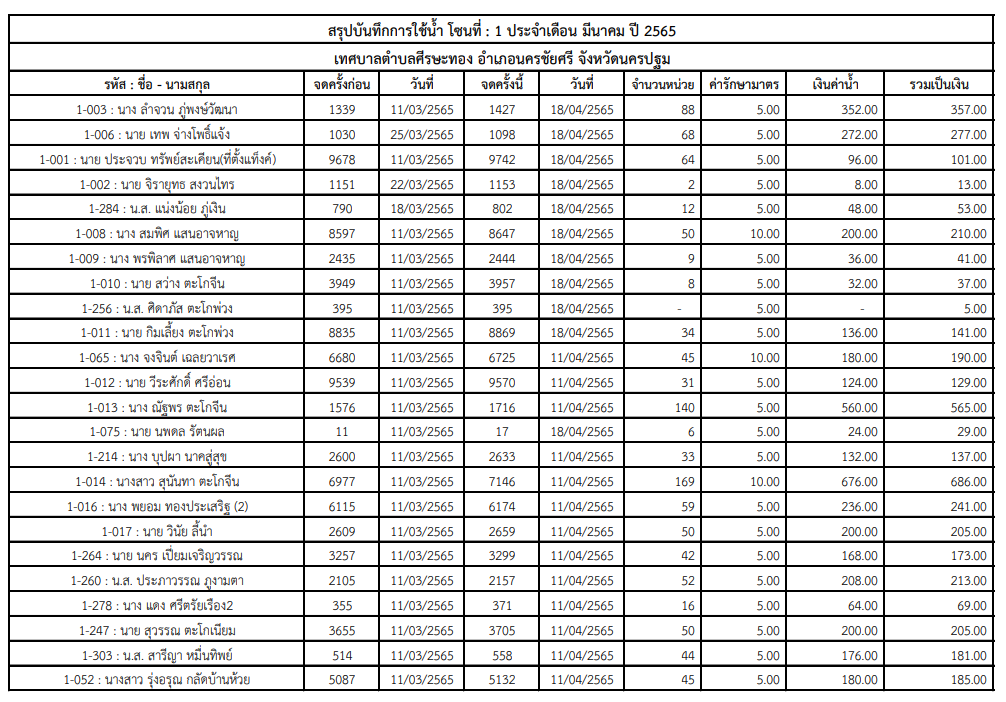 สรุปบันทึกการใช้น้ำ โซนที่ : 1 ประจำเดือน มีนาคม ปี 2565
เทศบาลตำบลศีรษะทอง อำเภอนครชัยศรี จังหวัดนครปฐม
รหัส : ชื่อ - นามสกุล จดครั้งก่อน วันที่ จดครั้งนี้ วันที่ จำนวนหน่วย ค่ารักษามาตร เงินค่าน้ำ รวมเป็นเงิน
1-003 : นาง ลำจวน ภู่พงษ์วัฒนา 1339 11/03/2565 1427 18/04/2565 88 5.00 352.00 357.00
1-006 : นาย เทพ จ่างโพธิ์แจ้ง 1030 25/03/2565 1098 18/04/2565 68 5.00 272.00 277.00
1-001 : นาย ประจวบ ทรัพย์สะเคียน(ที่ตั้งแท็งค์) 9678 11/03/2565 9742 18/04/2565 64 5.00 96.00 101.00
1-002 : นาย จิรายุทธ สงวนไทร 1151 22/03/2565 1153 18/04/2565 2 5.00 8.00 13.00
1-284 : น.ส. แน่งน้อย ภู่เงิน 790 18/03/2565 802 18/04/2565 12 5.00 48.00 53.00
1-008 : นาง สมพิศ แสนอาจหาญ 8597 11/03/2565 8647 18/04/2565 50 10.00 200.00 210.00
1-009 : นาง พรพิลาศ แสนอาจหาญ 2435 11/03/2565 2444 18/04/2565 9 5.00 36.00 41.00
1-010 : นาย สว่าง ตะโกจีน 3949 11/03/2565 3957 18/04/2565 8 5.00 32.00 37.00
1-256 : น.ส. ศิดาภัส ตะโกพ่วง 395 11/03/2565 395 18/04/2565 - 5.00 - 5.00
1-011 : นาย กิมเลี้ยง ตะโกพ่วง 8835 11/03/2565 8869 18/04/2565 34 5.00 136.00 141.00
1-065 : นาง จงจินต์ เฉลยวาเรศ 6680 11/03/2565 6725 11/04/2565 45 10.00 180.00 190.00
1-012 : นาย วีระศักดิ์ ศรีอ่อน 9539 11/03/2565 9570 11/04/2565 31 5.00 124.00 129.00
1-013 : นาง ณัฐพร ตะโกจีน 1576 11/03/2565 1716 11/04/2565 140 5.00 560.00 565.00
1-075 : นาย นพดล รัตนผล 11 11/03/2565 17 18/04/2565 6 5.00 24.00 29.00
1-214 : นาง บุปผา นาคสู่สุข 2600 11/03/2565 2633 11/04/2565 33 5.00 132.00 137.00
1-014 : นางสาว สุนันทา ตะโกจีน 6977 11/03/2565 7146 11/04/2565 169 10.00 676.00 686.00
1-016 : นาง พยอม ทองประเสริฐ (2) 6115 11/03/2565 6174 11/04/2565 59 5.00 236.00 241.00
1-017 : นาย วินัย ลี้นำ 2609 11/03/2565 2659 11/04/2565 50 5.00 200.00 205.00
1-264 : นาย นคร เปี่ยมเจริญวรรณ 3257 11/03/2565 3299 11/04/2565 42 5.00 168.00 173.00
1-260 : น.ส. ประภาวรรณ ภูงามตา 2105 11/03/2565 2157 11/04/2565 52 5.00 208.00 213.00
1-278 : นาง แดง ศรีตรัยเรือง2 355 11/03/2565 371 11/04/2565 16 5.00 64.00 69.00
1-247 : นาย สุวรรณ ตะโกเนียม 3655 11/03/2565 3705 11/04/2565 50 5.00 200.00 205.00
1-303 : น.ส. สารีญา หมื่นทิพย์ 514 11/03/2565 558 11/04/2565 44 5.00 176.00 181.00
1-052 : นางสาว รุ่งอรุณ กลัดบ้านห้วย 5087 11/03/2565 5132 11/04/2565 45 5.00 180.00 185.00